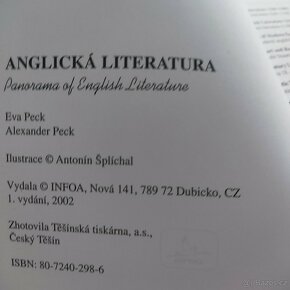 ANGLICKÁ LITERATURA
Panorama of English Literature
Eva Peck
Alexander Peck
Ilustrace © Antonín Šplíchal
Vydala © INFOA, Nová 141, 789 72 Dubicko, CZ
1. vydání, 2002
Zhotovila Těšínská tiskárna, a.s.,
Český Těšín
ISBN: 80-7240-298-6